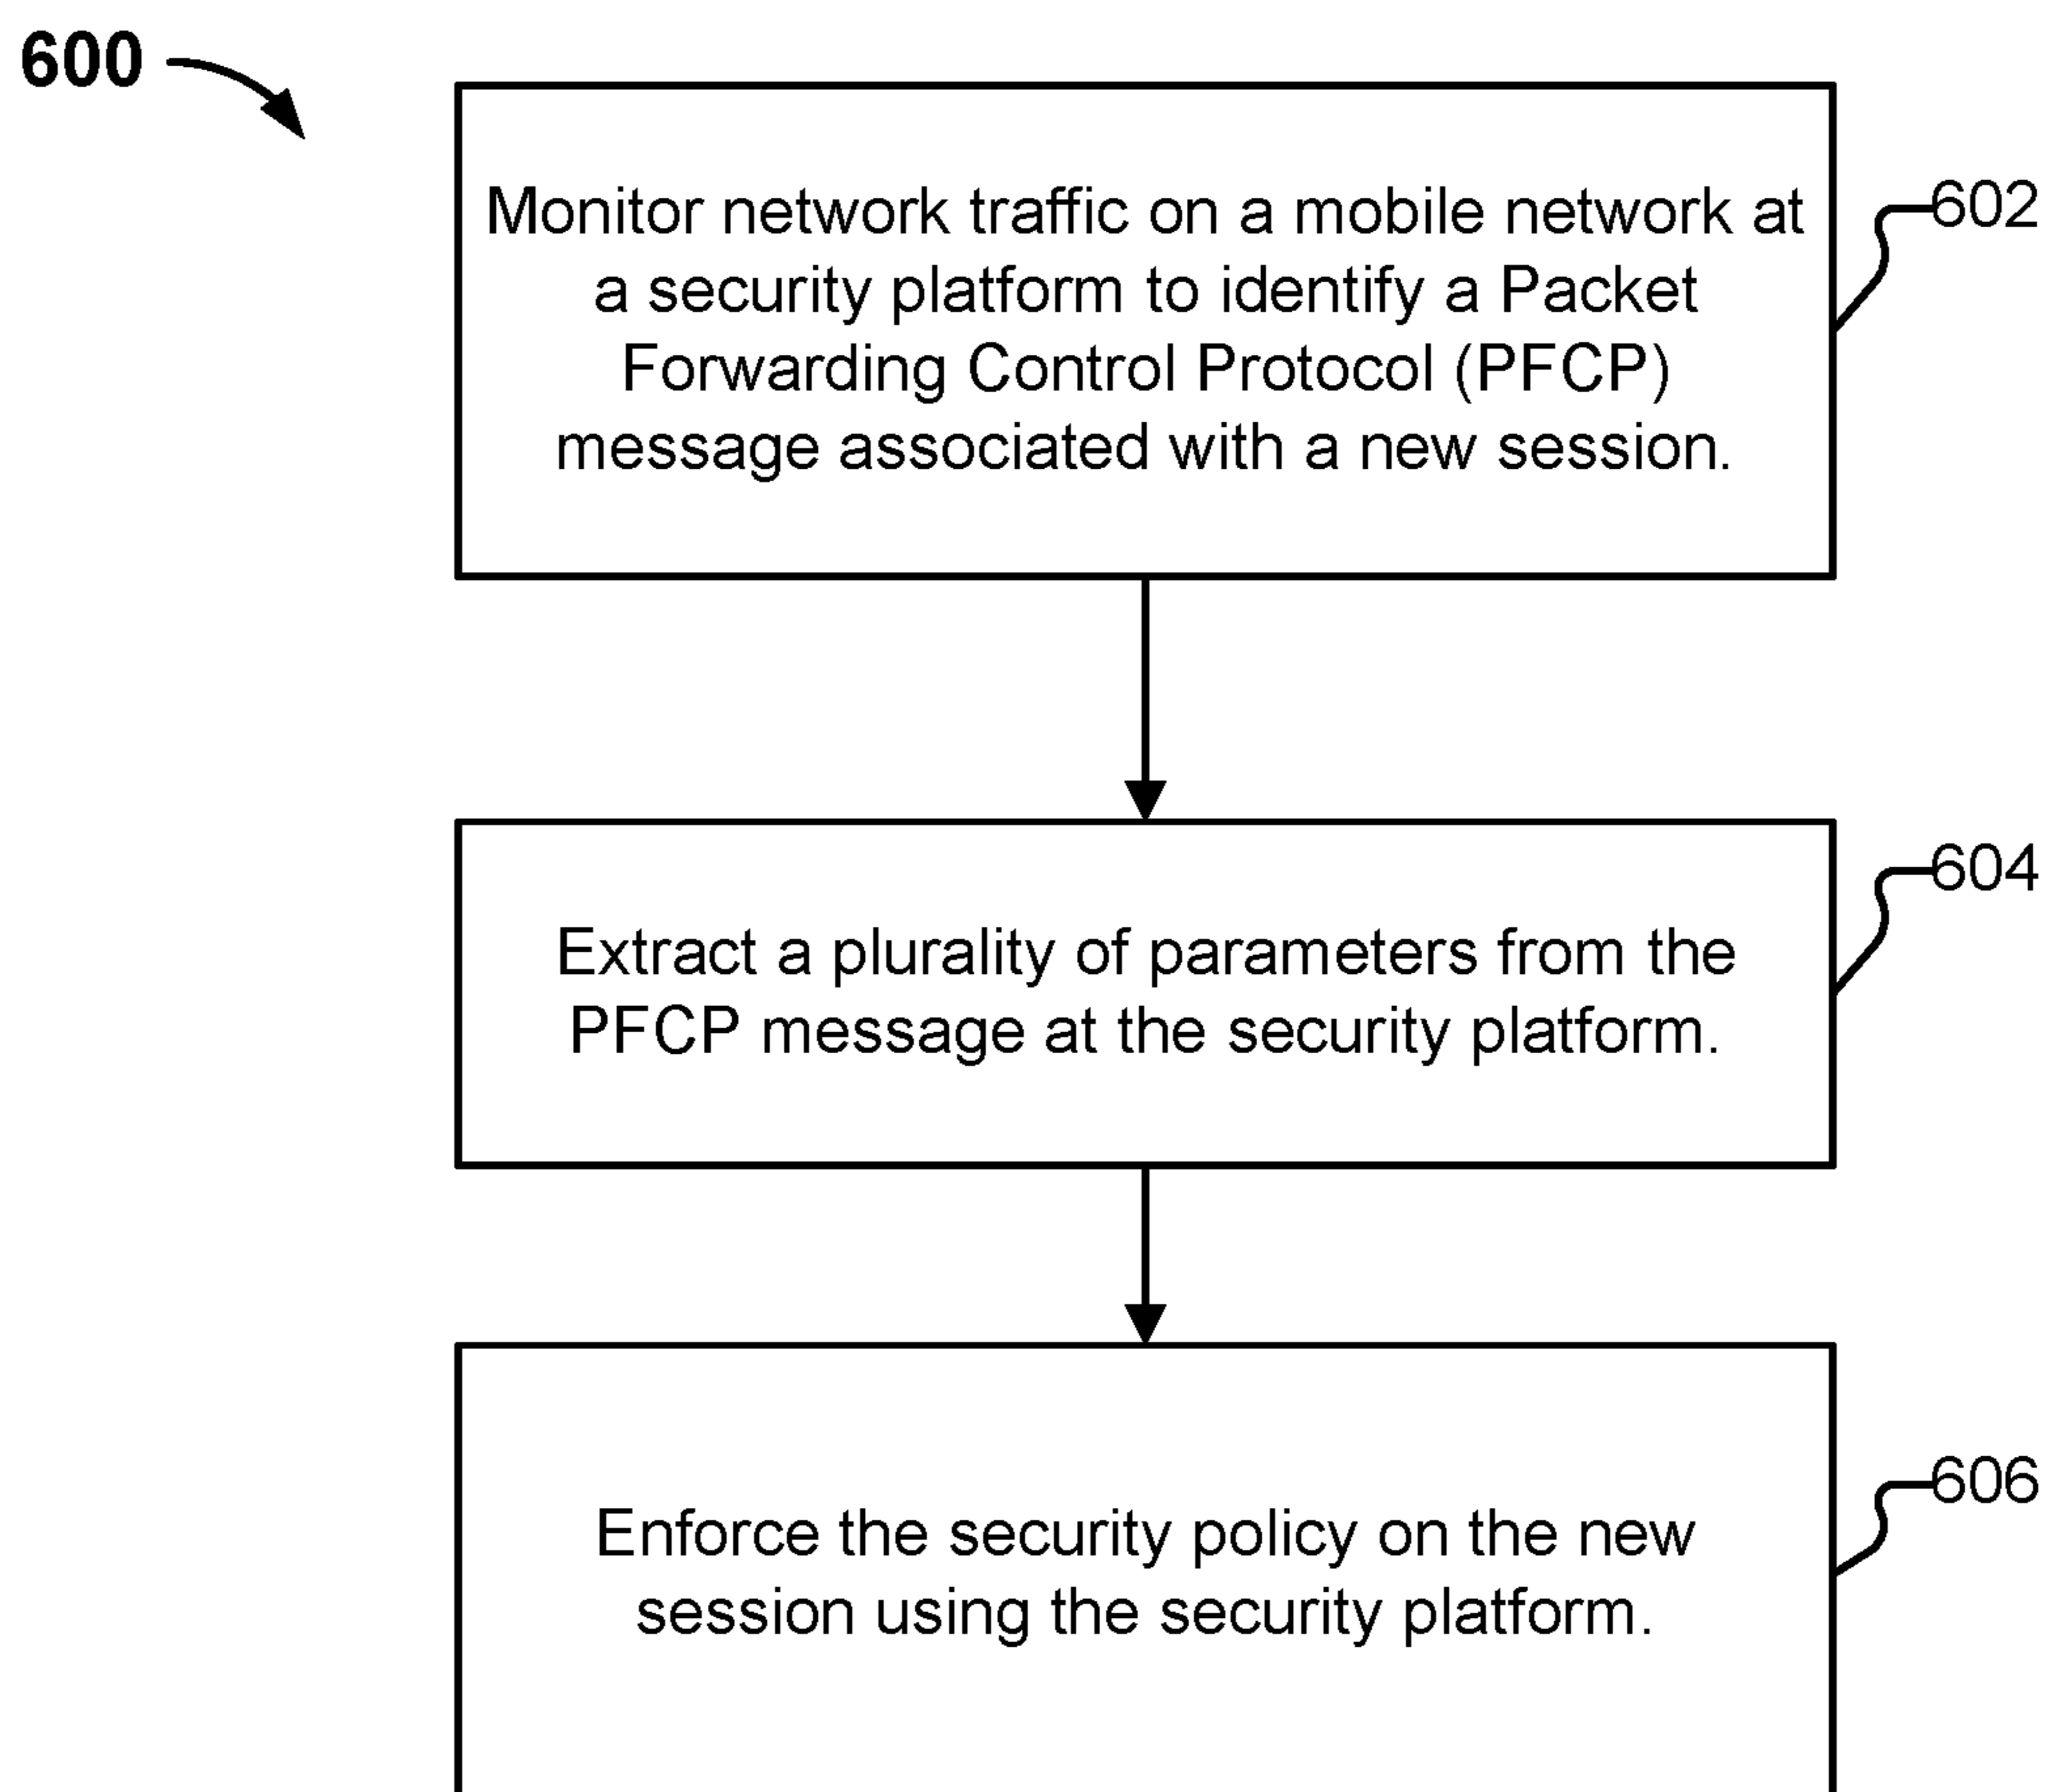 600
Monitor network traffic on a mobile network at
a security platform to identify a Packet
Forwarding Control Protocol (PFCP)
message associated with a new session.
602
Extract a plurality of parameters from the
PFCP message at the security platform.
604
Enforce the security policy on the new
session using the security platform.
606